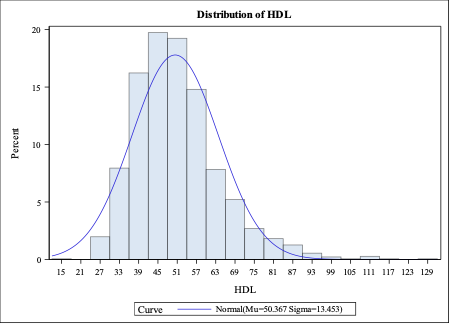 Distribution of HDL
20
15
10
5
0
Percent
15 21 27 33 39 45 51 57 63 69 75 81 87 93 99 105 111 117 123 129
HDL
Curve Normal(Mu=50.367 Sigma=13.453)